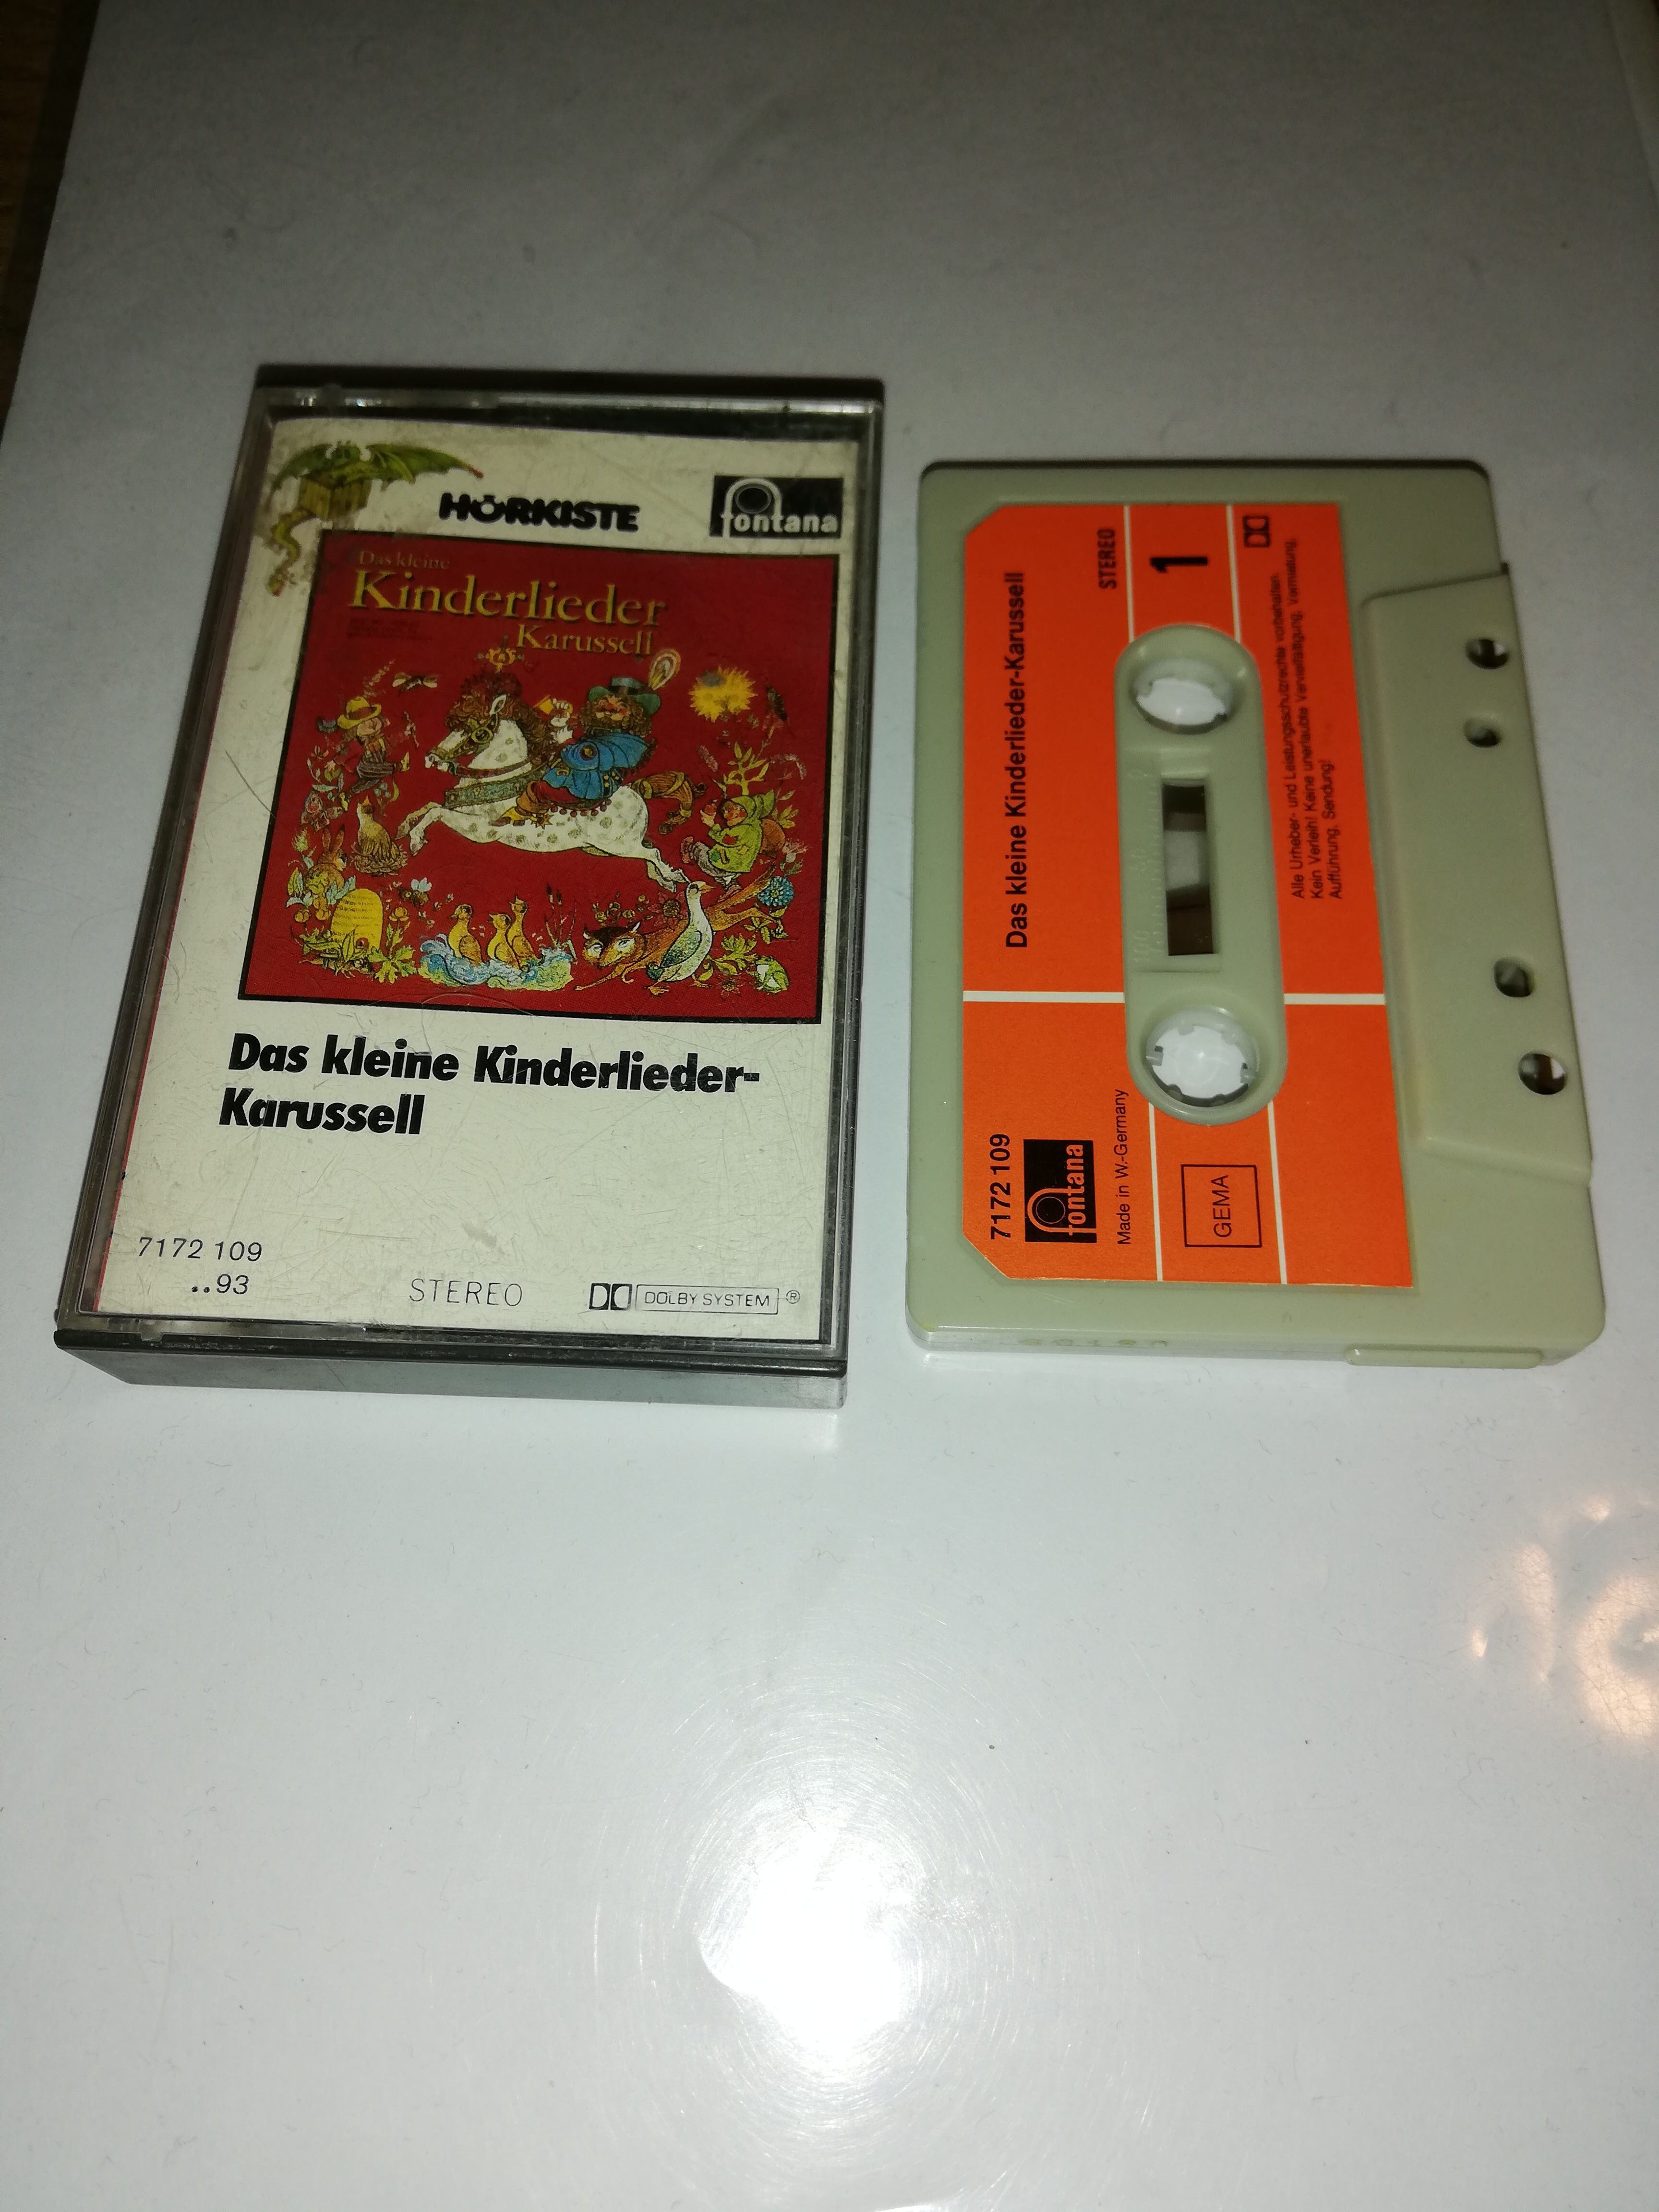 HÖRKISTE
fontana
Das kleine
Kinderlieder
Karussell
Das kleine Kinderlieder-
Karussell
7172 109
..93
STEREO
DOLBY SYSTEM ®
7172 109
fontana
Made in W.-Germany
GEMA
Das kleine Kinderlieder-Karussell
STEREO
1
Alle Urheber- und Leistungsschutzrechte vorbehalten.
Kein Verleih! Keine unerlaubte Vervielfältigung, Vermietung,
Aufführung, Sendung!